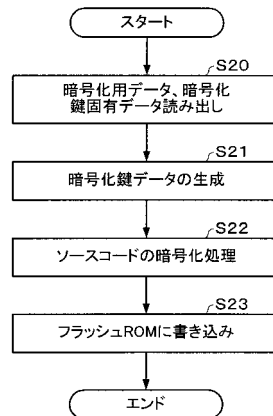 スタート
S20
暗号化用データ、暗号化
鍵固有データ読み出し
S21
暗号化鍵データの生成
S22
ソースコードの暗号化処理
S23
フラッシュROMに書き込み
エンド